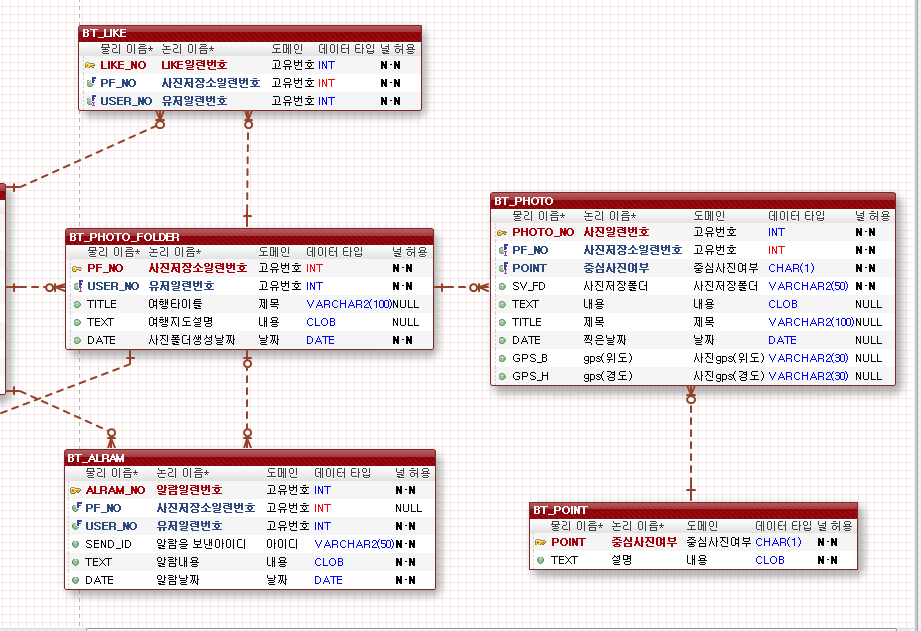 BT_LIKE
물리 이름* 논리 이름* 도메인 데이터 타입 널 허용
LIKE_NO LIKE일련번호 고유번호 INT N-N
PF_NO 사진저장소일련번호 고유번호 INT N-N
USER_NO 유저일련번호 고유번호 INT N-N
BT_PHOTO_FOLDER
물리 이름* 논리 이름* 도메인 데이터 타입 널 허용
PF_NO 사진저장소일련번호 고유번호 INT N-N
USER_NO 유저일련번호 고유번호 INT N-N
TITLE 여행타이틀 제목 VARCHAR2(100) NULL
TEXT 여행지도설명 내용 CLOB NULL
DATE 사진폴더생성날짜 날짜 DATE N-N
BT_PHOTO
물리 이름* 논리 이름* 도메인 데이터 타입 널 허용
PHOTO_NO 사진일련번호 고유번호 INT N-N
PF_NO 사진저장소일련번호 고유번호 INT N-N
POINT 중심사진여부 중심사진여부 CHAR(1) N-N
SV_FD 사진저장폴더 사진저장폴더 VARCHAR2(50) N-N
TEXT 내용 내용 CLOB NULL
TITLE 제목 제목 VARCHAR2(100) NULL
DATE 찍은날짜 날짜 DATE NULL
GPS_B gps(위도) 사진gps(위도) VARCHAR2(30) NULL
GPS_H gps(경도) 사진gps(경도) VARCHAR2(30) NULL
BT_ALRAM
물리 이름* 논리 이름* 도메인 데이터 타입 널 허용
ALRAM_NO 알람일련번호 고유번호 INT N-N
PF_NO 사진저장소일련번호 고유번호 INT NULL
USER_NO 유저일련번호 고유번호 INT N-N
SEND_ID 알람을 보낸아이디 아이디 VARCHAR2(50) N-N
TEXT 알람내용 내용 CLOB N-N
DATE 알람날짜 날짜 DATE N-N
BT_POINT
물리 이름* 논리 이름* 도메인 데이터 타입 널 허용
POINT 중심사진여부 중심사진여부 CHAR(1) N-N
TEXT 설명 내용 CLOB N-N